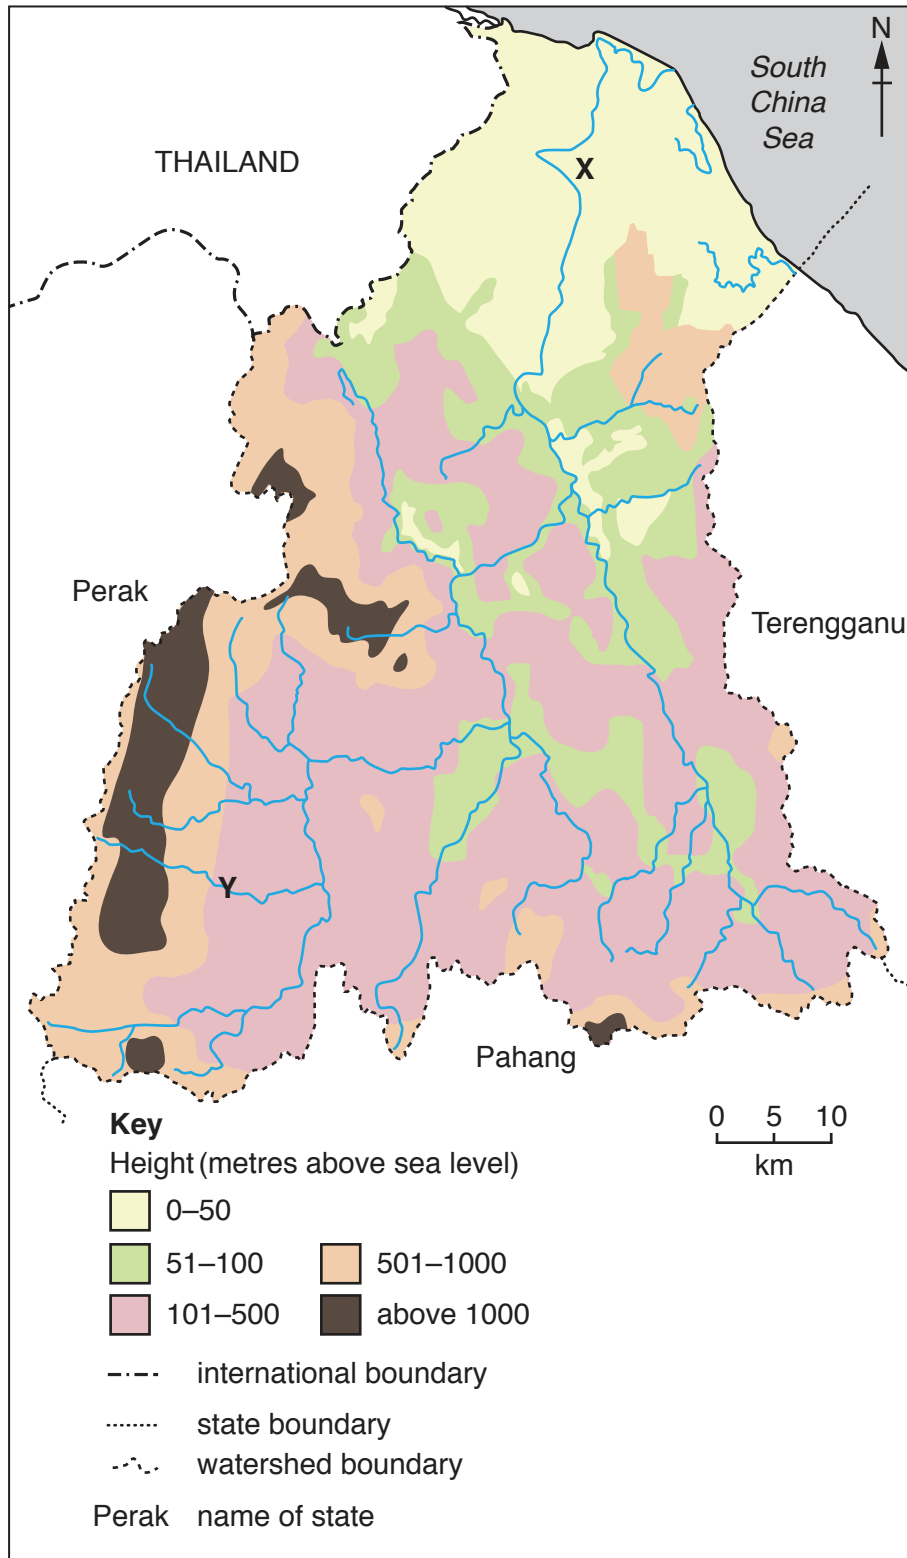 N
South
China
Sea
THAILAND
X
Perak
Terengganu
Y
Pahang
Key
0 5 10
km
Height (metres above sea level)
0–50
51–100
501–1000
101–500
above 1000
international boundary
state boundary
watershed boundary
Perak name of state